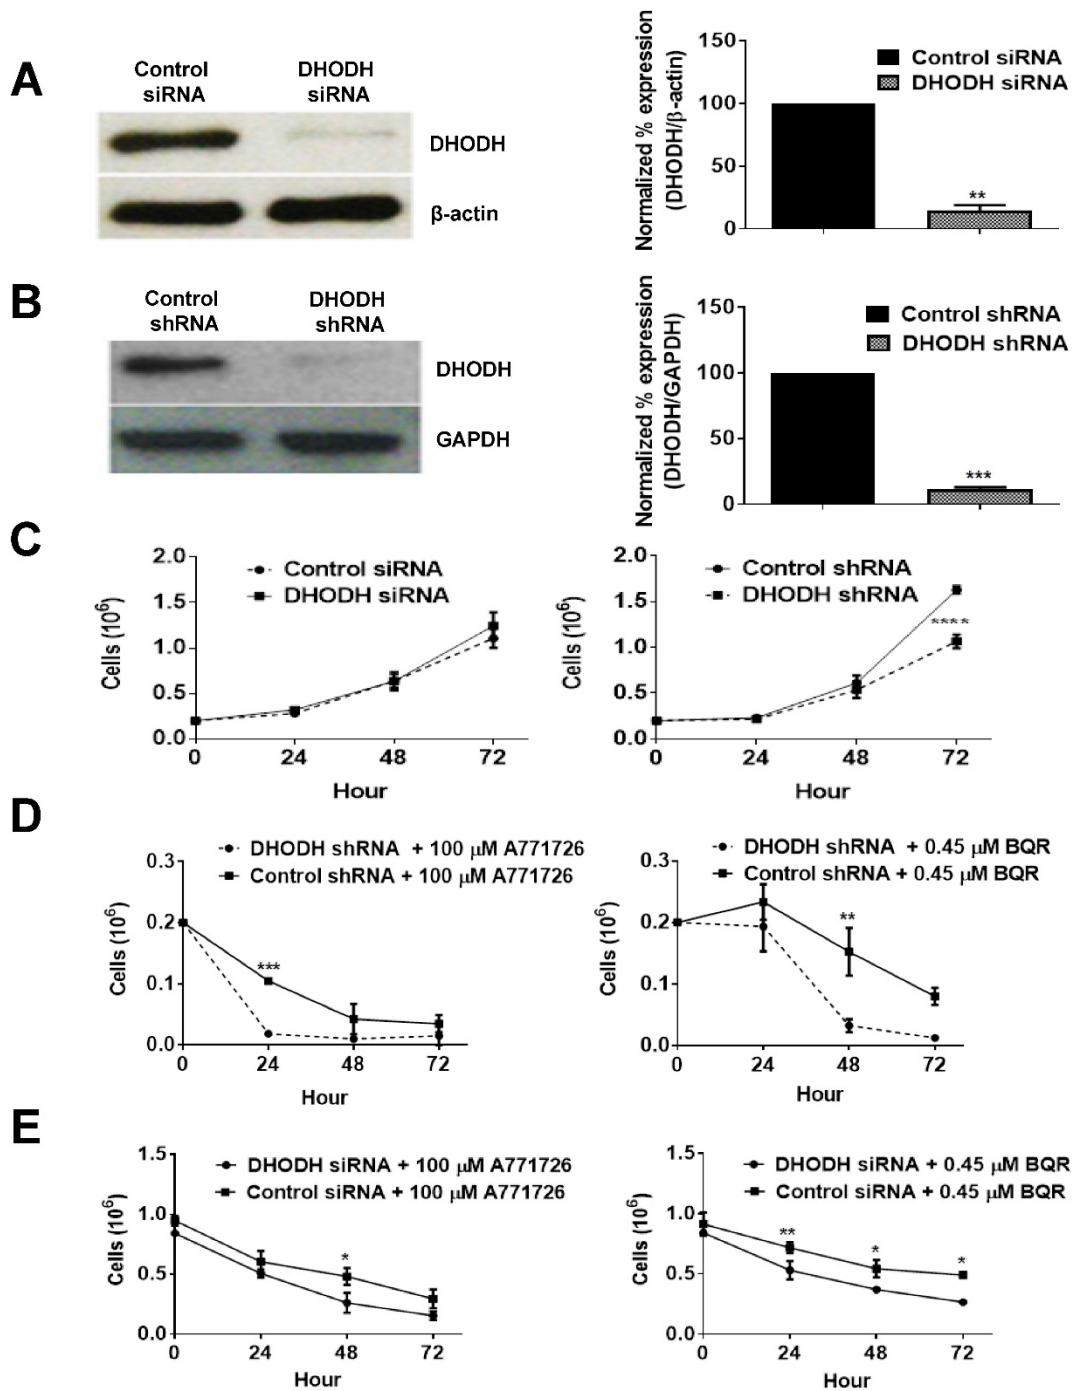 A
Control
siRNA
DHODH
siRNA
DHODH
β-actin
Normalized % expression
(DHODH/β-actin)
150
100
50
0
Control siRNA
DHODH siRNA
**
B
Control
shRNA
DHODH
shRNA
DHODH
GAPDH
Normalized % expression
(DHODH/GAPDH)
150
100
50
0
Control shRNA
DHODH shRNA
***
C
Cells (10⁶)
2.0
1.5
1.0
0.5
0.0
Control siRNA
DHODH siRNA
0 24 48 72
Hour
Cells (10⁶)
2.0
1.5
1.0
0.5
0.0
Control shRNA
DHODH shRNA
****
0 24 48 72
Hour
D
DHODH shRNA + 100 μM A771726
Control shRNA + 100 μM A771726
Cells (10⁶)
0.3
0.2
0.1
0.0
***
0 24 48 72
Hour
DHODH shRNA + 0.45 μM BQR
Control shRNA + 0.45 μM BQR
Cells (10⁶)
0.3
0.2
0.1
0.0
**
0 24 48 72
Hour
E
DHODH siRNA + 100 μM A771726
Control siRNA + 100 μM A771726
Cells (10⁶)
1.5
1.0
0.5
0.0
*
0 24 48 72
Hour
DHODH siRNA + 0.45 μM BQR
Control siRNA + 0.45 μM BQR
Cells (10⁶)
1.5
1.0
0.5
0.0
** * *
0 24 48 72
Hour